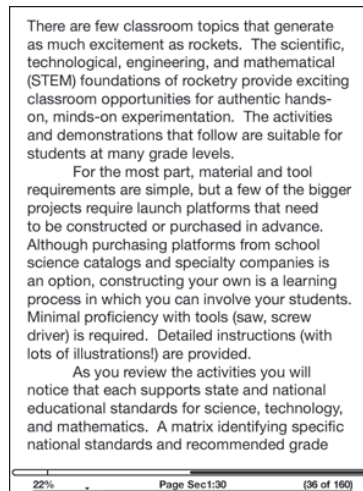 There are few classroom topics that generate
as much excitement as rockets.  The scientific,
technological, engineering, and mathematical
(STEM) foundations of rocketry provide exciting
classroom opportunities for authentic hands-
on, minds-on experimentation.  The activities
and demonstrations that follow are suitable for
students at many grade levels.
For the most part, material and tool
requirements are simple, but a few of the bigger
projects require launch platforms that need
to be constructed or purchased in advance.
Although purchasing platforms from school
science catalogs and specialty companies is
an option, constructing your own is a learning
process in which you can involve your students.
Minimal proficiency with tools (saw, screw
driver) is required.  Detailed instructions (with
lots of illustrations!) are provided.
As you review the activities you will
notice that each supports state and national
educational standards for science, technology,
and mathematics.  A matrix identifying specific
national standards and recommended grade
22% Page Sec1:30 (36 of 160)